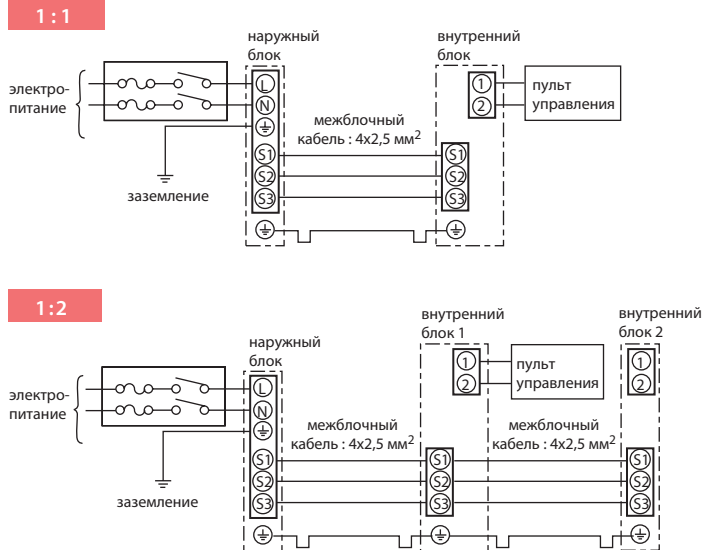 1 : 1
наружный
блок
внутренний
блок
электро-
питание
L
N
1
2
пульт
управления
межблочный
кабель : 4x2,5 мм²
S1
S2
S3
S1
S2
S3
заземление
1:2
наружный
блок
внутренний
блок 1
внутренний
блок 2
электро-
питание
L
N
1
2
пульт
управления
1
2
межблочный
кабель : 4x2,5 мм²
межблочный
кабель : 4x2,5 мм²
S1
S2
S3
S1
S2
S3
S1
S2
S3
заземление